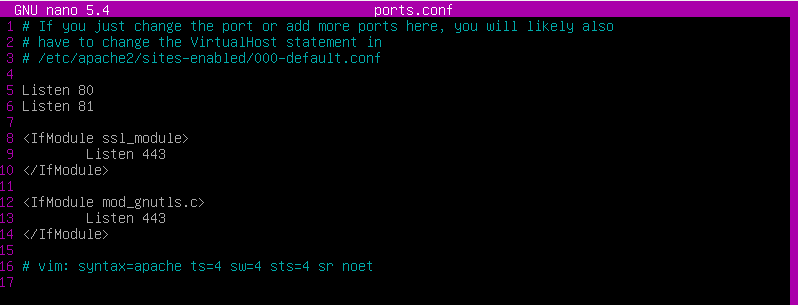 GNU nano 5.4 ports.conf
1 # If you just change the port or add more ports here, you will likely also
2 # have to change the VirtualHost statement in
3 # /etc/apache2/sites-enabled/000-default.conf
4
5 Listen 80
6 Listen 81
7
8 <IfModule ssl_module>
9         Listen 443
10 </IfModule>
11
12 <IfModule mod_gnutls.c>
13         Listen 443
14 </IfModule>
15
16 # vim: syntax=apache ts=4 sw=4 sts=4 sr noet
17